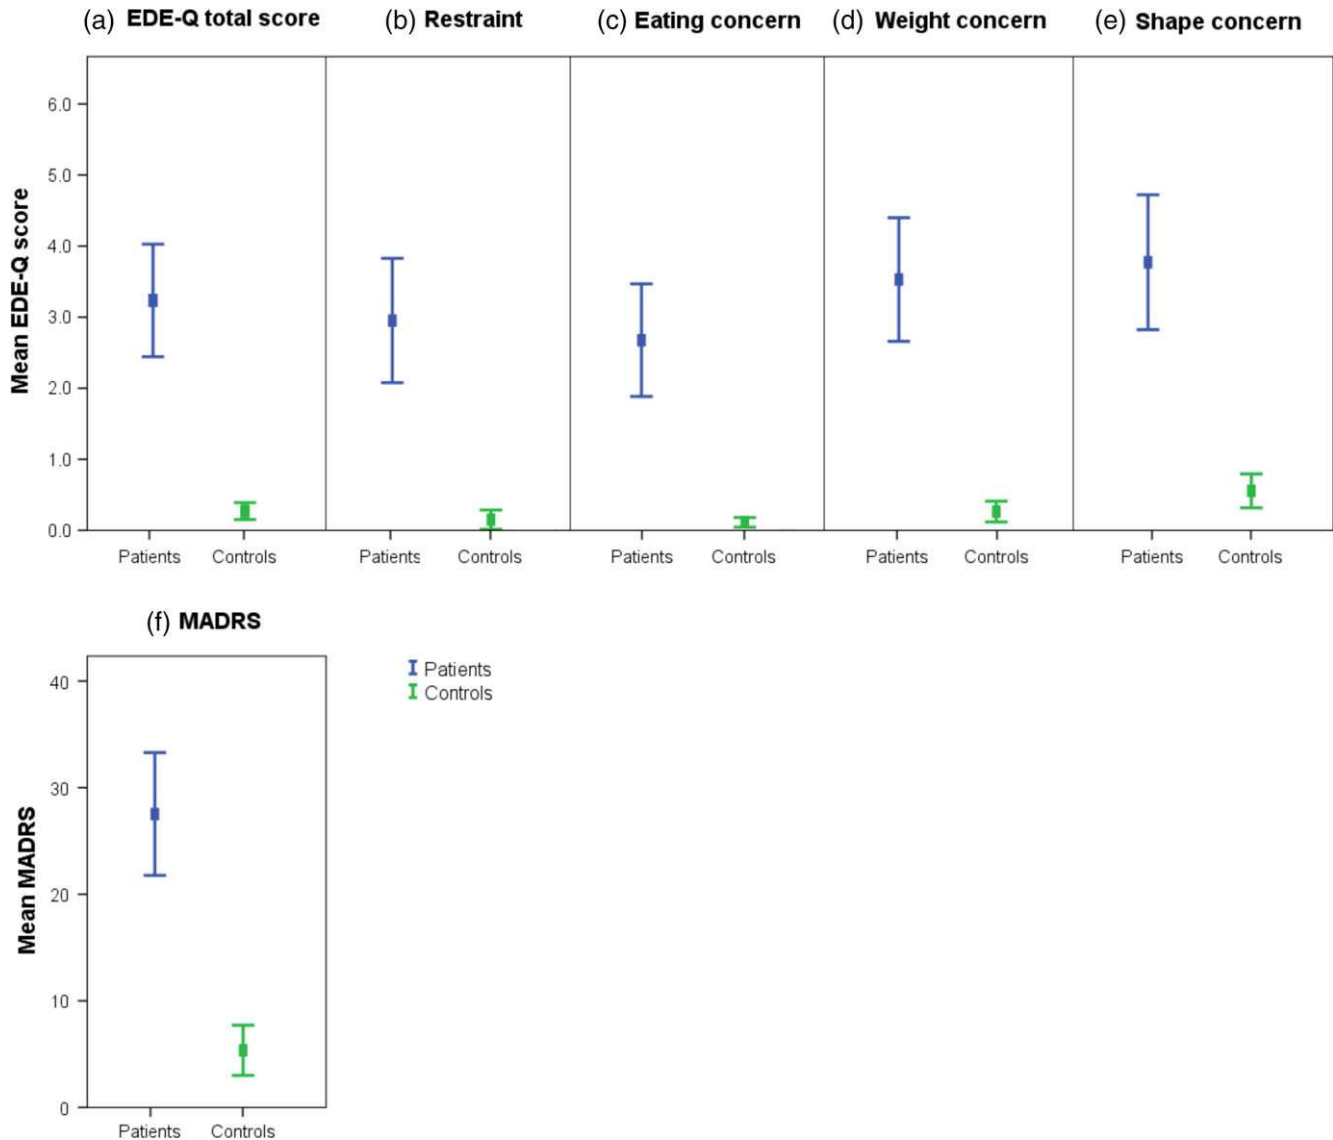 (a) EDE-Q total score (b) Restraint (c) Eating concern (d) Weight concern (e) Shape concern
Mean EDE-Q score
6.0
5.0
4.0
3.0
2.0
1.0
0.0
Patients Controls Patients Controls Patients Controls Patients Controls Patients Controls
(f) MADRS
Mean MADRS
40
30
20
10
0
Patients Controls
Patients
Controls